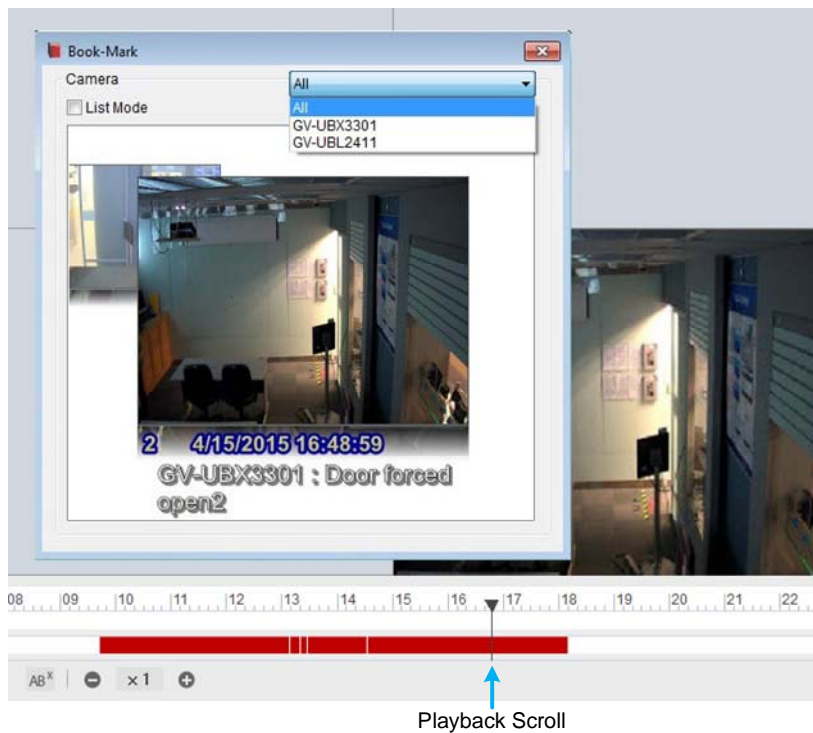 Book-Mark
Camera
All
List Mode
All
GV-UBX3301
GV-UBL2411
2 4/15/2015 16:48:59
GV-UBX3301 : Door forced
open2
08 09 10 11 12 13 14 15 16 17 18 19 20 21 22
ABX x 1
Playback Scroll